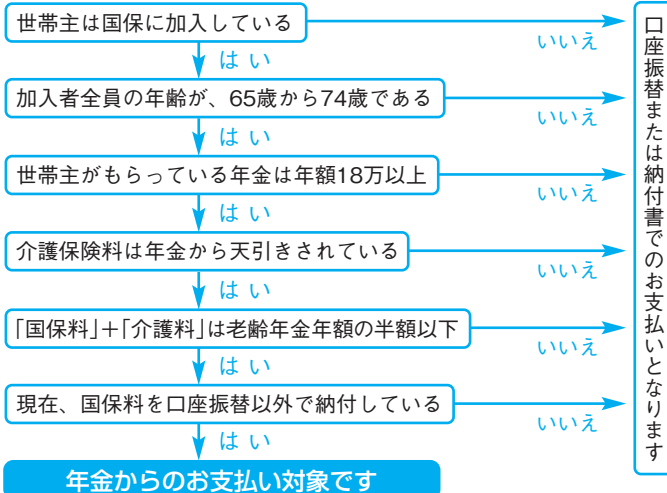 世帯主は国保に加入している
いいえ
はい
加入者全員の年齢が、65歳から74歳である
いいえ
はい
世帯主がもらっている年金は年額18万以上
いいえ
はい
介護保険料は年金から天引きされている
いいえ
はい
「国保料」+「介護料」は老齢年金年額の半額以下
いいえ
はい
現在、国保料を口座振替以外で納付している
いいえ
はい
年金からのお支払い対象です
口座振替または納付書でのお支払いとなります